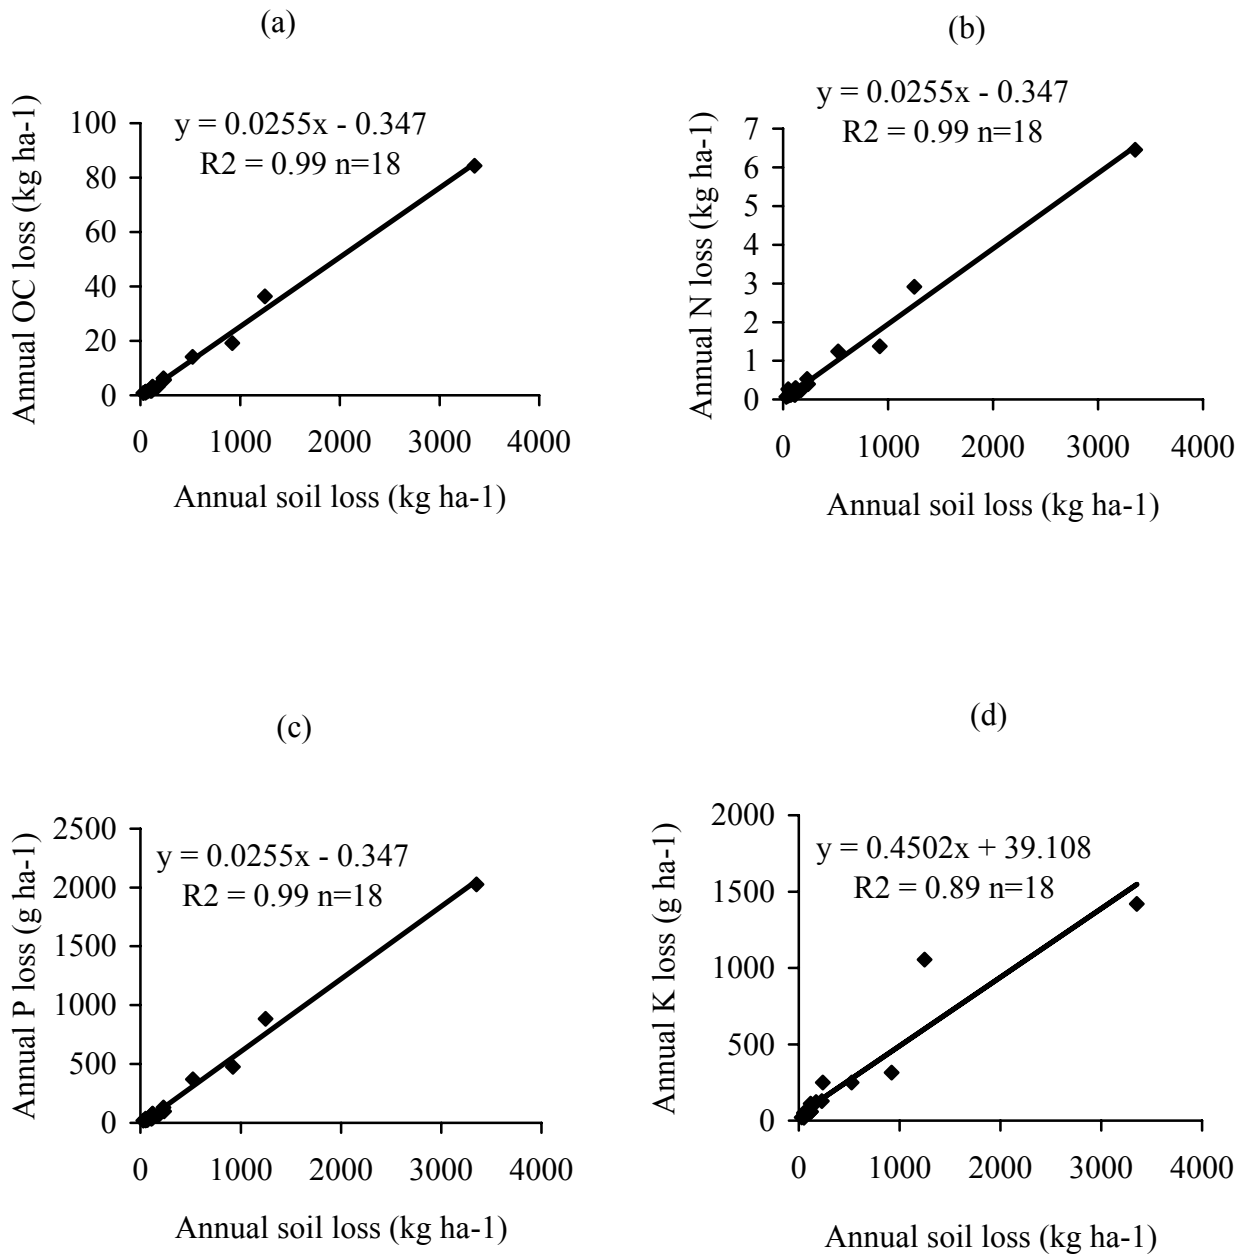 (a)
y = 0.0255x - 0.347
R2 = 0.99 n=18
Annual OC loss (kg ha-1)
100
80
60
40
20
0
0 1000 2000 3000 4000
Annual soil loss (kg ha-1)
(b)
y = 0.0255x - 0.347
R2 = 0.99 n=18
Annual N loss (kg ha-1)
7
6
5
4
3
2
1
0
0 1000 2000 3000 4000
Annual soil loss (kg ha-1)
(c)
y = 0.0255x - 0.347
R2 = 0.99 n=18
Annual P loss (g ha-1)
2500
2000
1500
1000
500
0
0 1000 2000 3000 4000
Annual soil loss (kg ha-1)
(d)
y = 0.4502x + 39.108
R2 = 0.89 n=18
Annual K loss (g ha-1)
2000
1500
1000
500
0
0 1000 2000 3000 4000
Annual soil loss (kg ha-1)